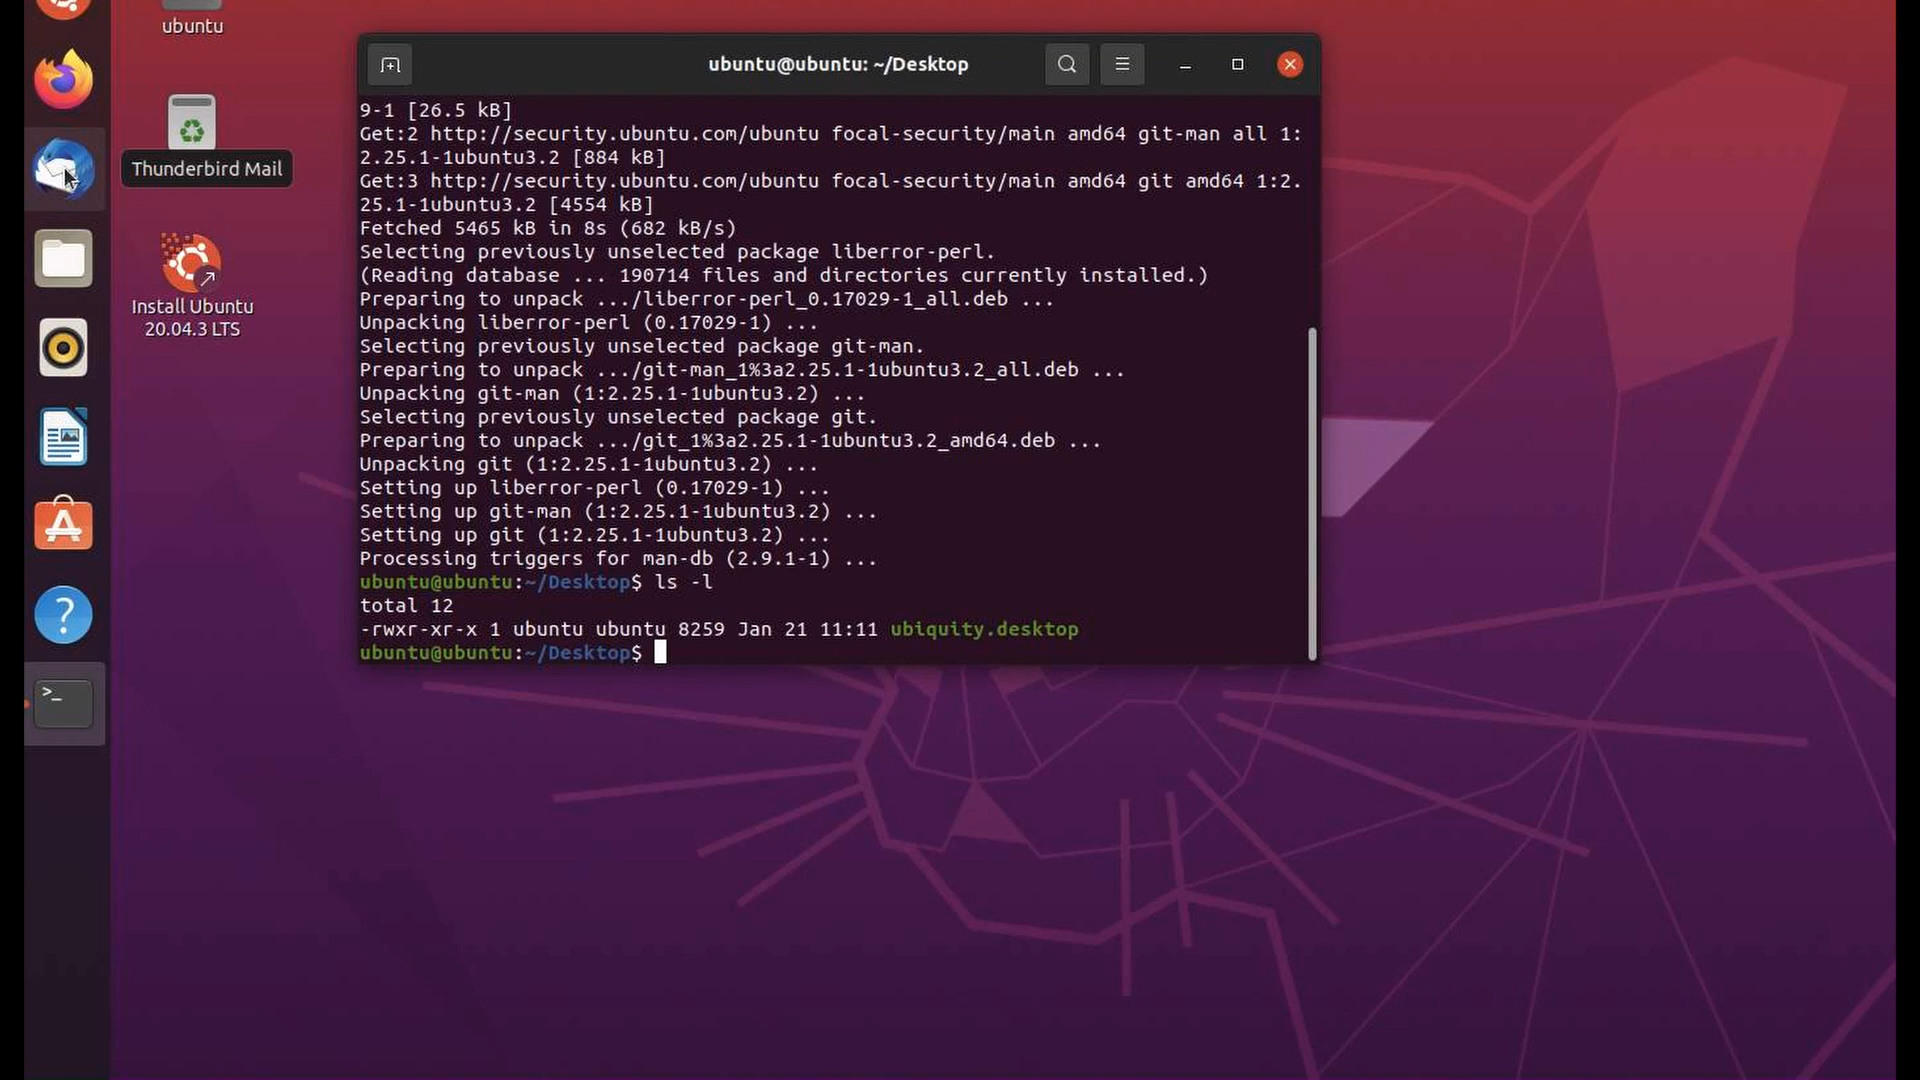 ubuntu
Thunderbird Mail
Install Ubuntu
20.04.3 LTS
ubuntu@ubuntu: ~/Desktop
9-1 [26.5 kB]
Get:2 http://security.ubuntu.com/ubuntu focal-security/main amd64 git-man all 1:
2.25.1-1ubuntu3.2 [884 kB]
Get:3 http://security.ubuntu.com/ubuntu focal-security/main amd64 git amd64 1:2.
25.1-1ubuntu3.2 [4554 kB]
Fetched 5465 kB in 8s (682 kB/s)
Selecting previously unselected package liberror-perl.
(Reading database ... 190714 files and directories currently installed.)
Preparing to unpack .../liberror-perl_0.17029-1_all.deb ...
Unpacking liberror-perl (0.17029-1) ...
Selecting previously unselected package git-man.
Preparing to unpack .../git-man_1%3a2.25.1-1ubuntu3.2_all.deb ...
Unpacking git-man (1:2.25.1-1ubuntu3.2) ...
Selecting previously unselected package git.
Preparing to unpack .../git_1%3a2.25.1-1ubuntu3.2_amd64.deb ...
Unpacking git (1:2.25.1-1ubuntu3.2) ...
Setting up liberror-perl (0.17029-1) ...
Setting up git-man (1:2.25.1-1ubuntu3.2) ...
Setting up git (1:2.25.1-1ubuntu3.2) ...
Processing triggers for man-db (2.9.1-1) ...
ubuntu@ubuntu:~/Desktop$ ls -l
total 12
-rwxr-xr-x 1 ubuntu ubuntu 8259 Jan 21 11:11 ubiquity.desktop
ubuntu@ubuntu:~/Desktop$